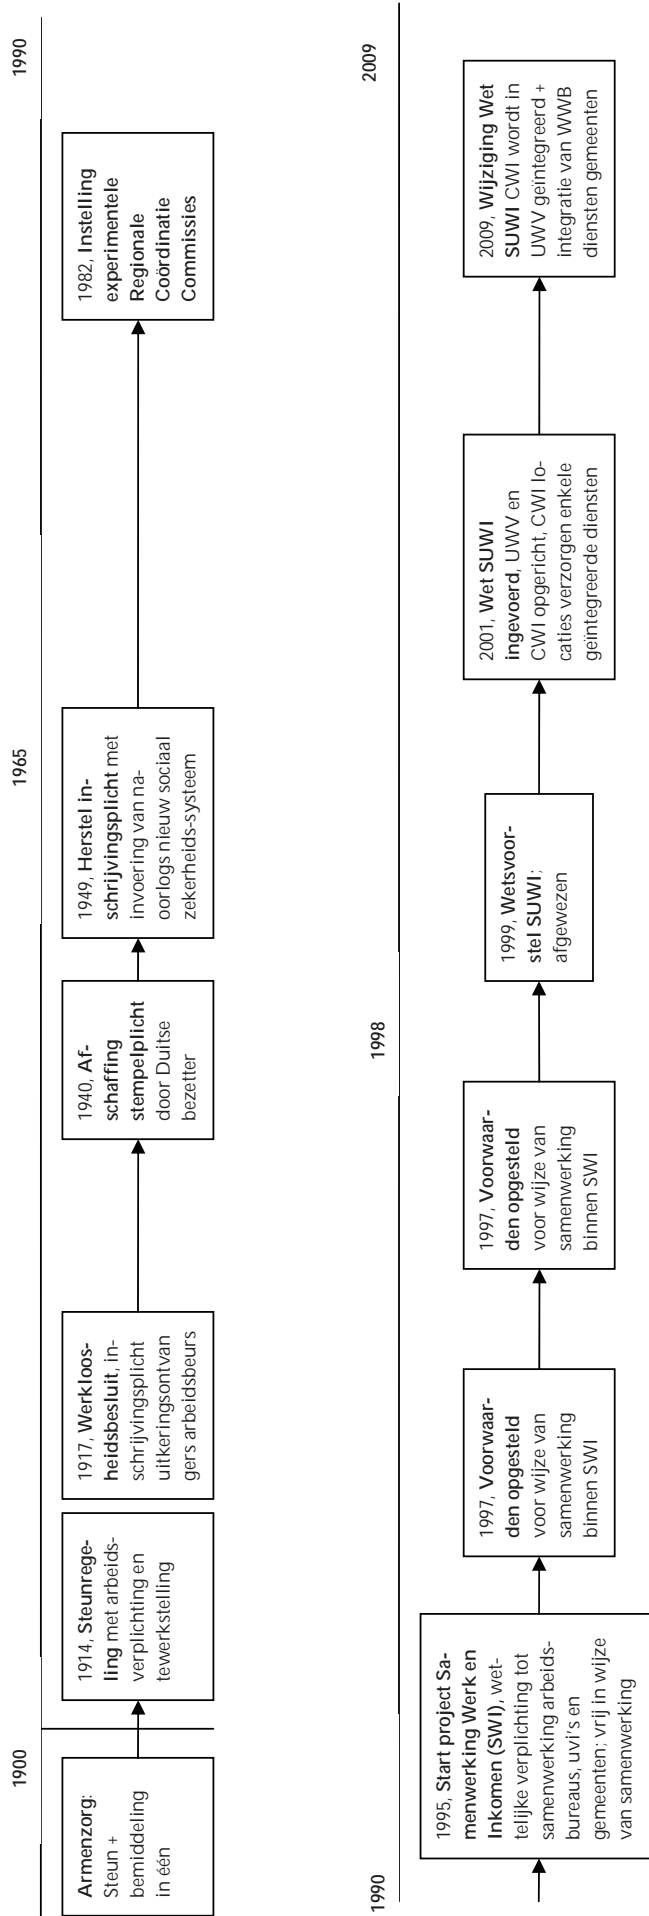 1900
1965
1990
Armenzorg:
Steun +
bemiddeling
in één
1914, Steunrege-
ling met arbeids-
verplichting en
tewerkstelling
1917, Werkloos-
heidsbesluit, in-
schrijvingsplicht
uitkeringsontvan
gers arbeidsbeurs
1940, Af-
schaffing
stempelplicht
door Duitse
bezetter
1949, Herstel in-
schrijvingsplicht met
invoering van na-
oorlogs nieuw sociaal
zekerheids-systeem
1982, Instelling
experimentele
Regionale
Coördinatie
Commissies
1990
1998
2009
1995, Start project Sa-
menwerking Werk en
Inkomen (SWI), wet-
telijke verplichting tot
samenwerking arbeids-
bureaus, uvi's en
gemeenten; vrij in wijze
van samenwerking
1997, Voorwaar-
den opgesteld
voor wijze van
samenwerking
binnen SWI
1997, Voorwaar-
den opgesteld
voor wijze van
samenwerking
binnen SWI
1999, Wetsvoor-
stel SUWI;
afgewezen
2001, Wet SUWI
ingevoerd, UWV en
CWI opgericht, CWI lo-
caties verzorgen enkele
geïntegreerde diensten
2009, Wijziging Wet
SUWI CWI wordt in
UWV geïntegreerd +
integratie van WWB
diensten gemeenten